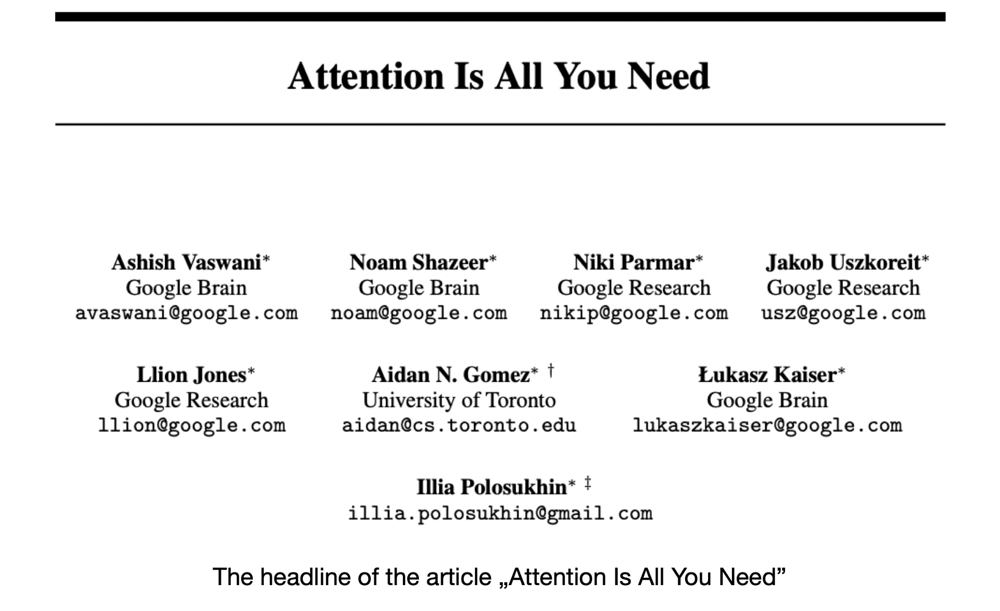 Attention Is All You Need
Ashish Vaswani* Noam Shazeer* Niki Parmar* Jakob Uszkoreit*
Google Brain Google Brain Google Research Google Research
avaswani@google.com noam@google.com nikip@google.com usz@google.com
Llion Jones* Aidan N. Gomez* † Łukasz Kaiser*
Google Research University of Toronto Google Brain
llion@google.com aidan@cs.toronto.edu lukaszkaiser@google.com
Illia Polosukhin* ‡
illia.polosukhin@gmail.com
The headline of the article „Attention Is All You Need”